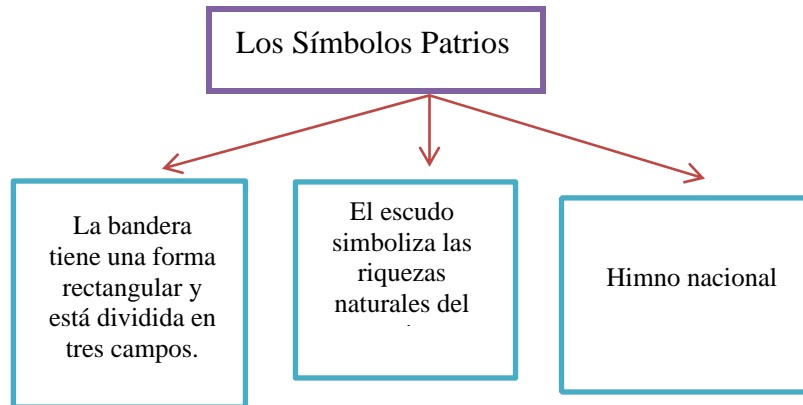 Los Símbolos Patrios
La bandera
tiene una forma
rectangular y
está dividida en
tres campos.
El escudo
simboliza las
riquezas
naturales del
Himno nacional